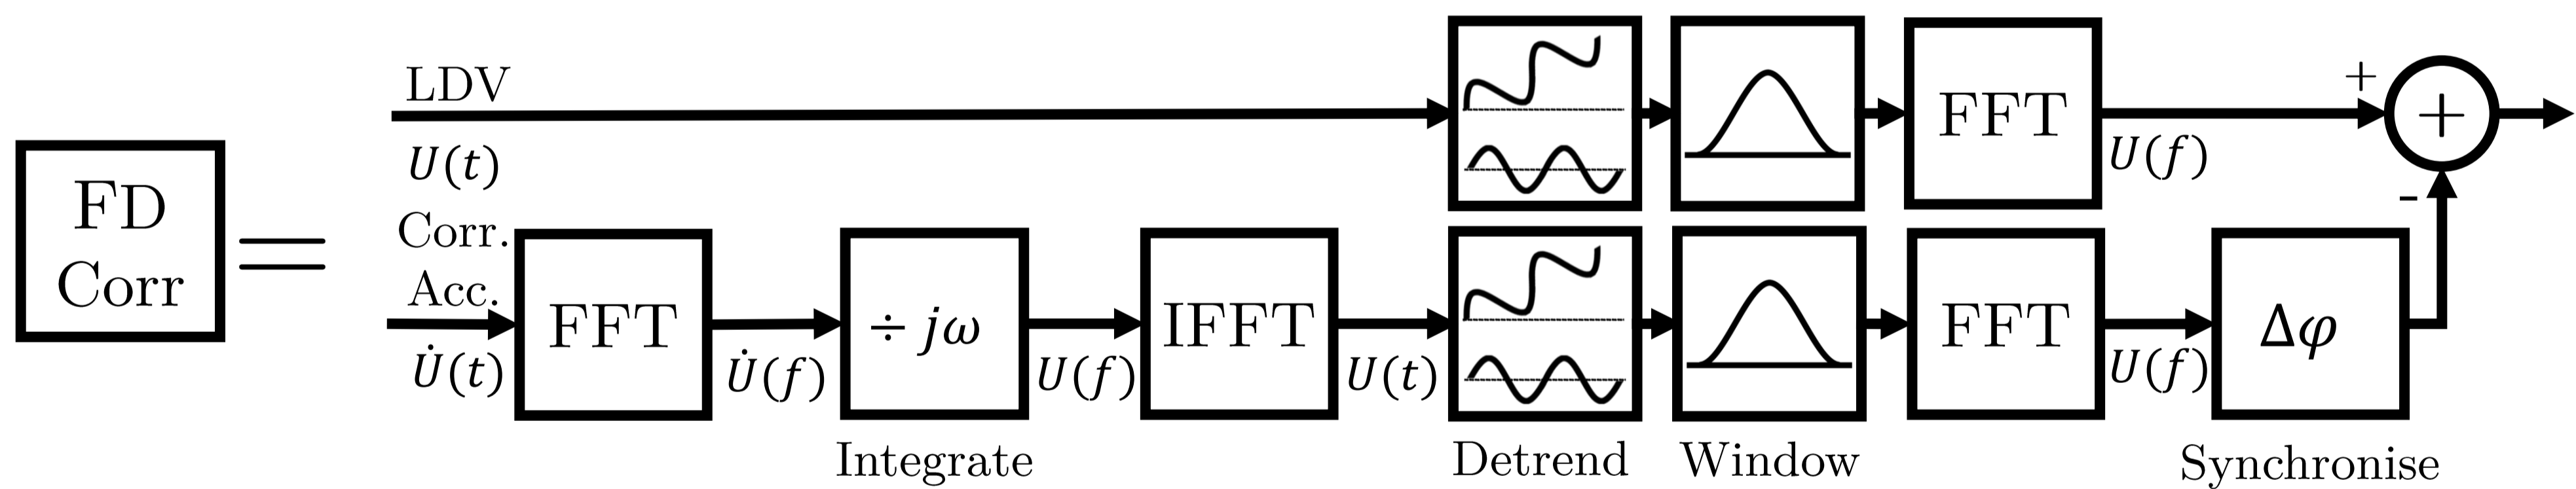 FD
Corr
=
LDV
U(t)
FFT
U(f)
+
+
Corr.
Acc.
U̇(t)
FFT
U̇(f)
÷ jω
U(f)
IFFT
U(t)
FFT
U(f)
Δφ
-
Integrate
Detrend
Window
Synchronise